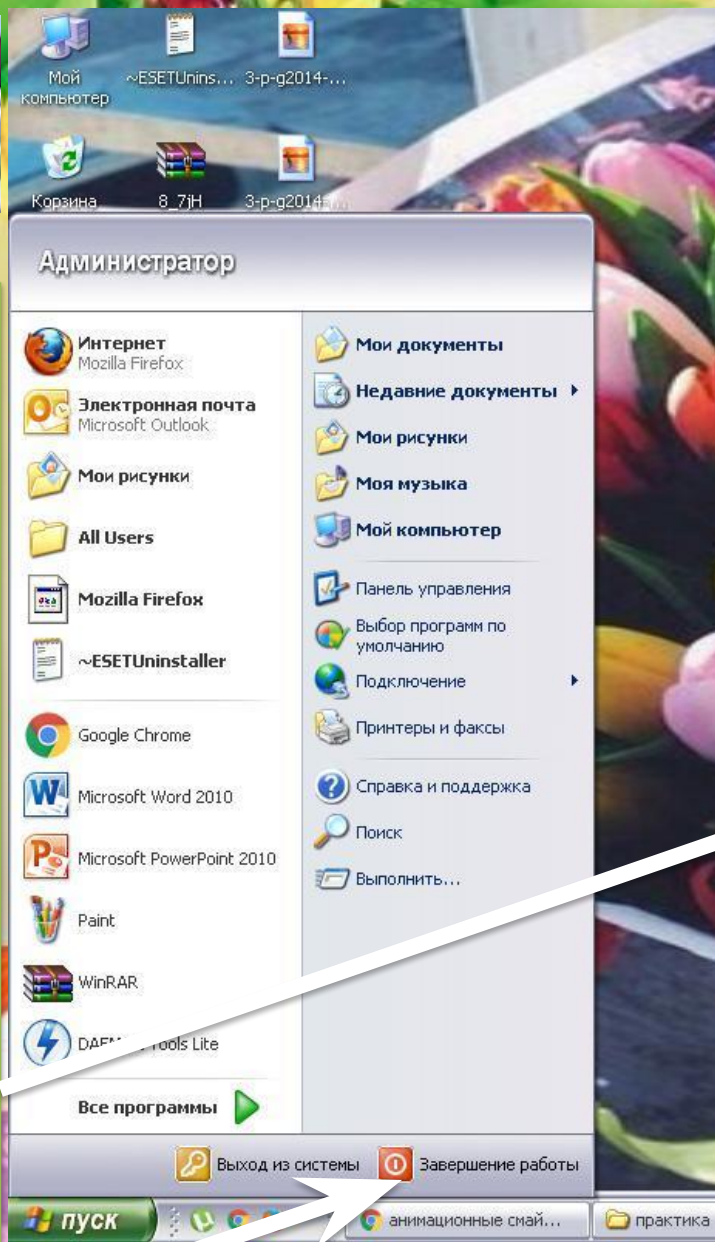 Мой
компьютер
~ESETUnins...
3-p-g2014-...
Корзина
8_7jH
Администратор
Интернет
Mozilla Firefox
Электронная почта
Microsoft Outlook
Мои рисунки
All Users
Mozilla Firefox
~ESETUninstaller
Google Chrome
Microsoft Word 2010
Microsoft PowerPoint 2010
Paint
WinRAR
Tools Lite
Все программы
Мои документы
Недавние документы
Мои рисунки
Моя музыка
Мой компьютер
Панель управления
Выбор программ по
умолчанию
Подключение
Принтеры и факсы
Справка и поддержка
Поиск
Выполнить...
Выход из системы
Завершение работы
пуск
анимационные смай...
практика